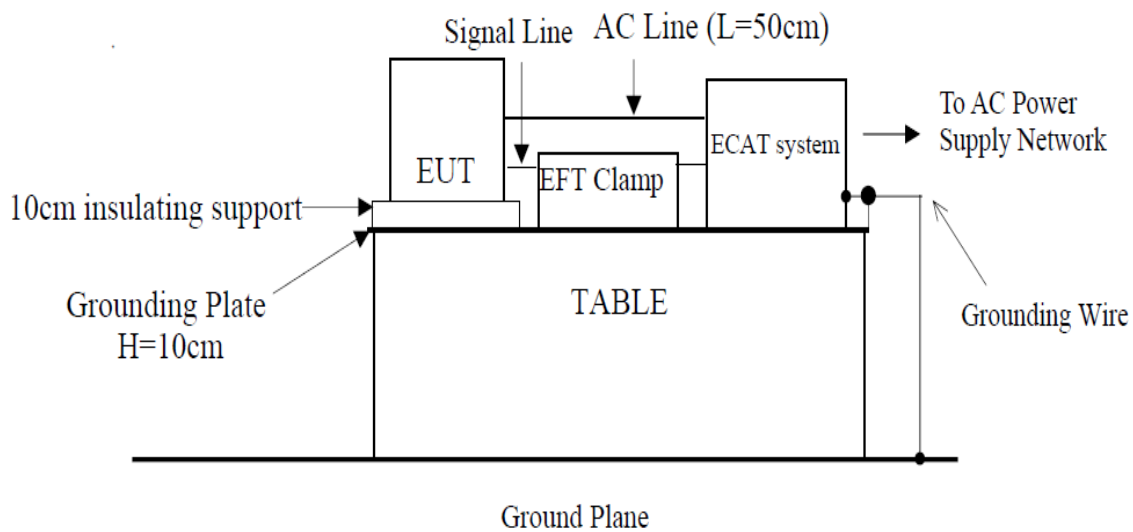 Signal Line
AC Line (L=50cm)
To AC Power
Supply Network
ECAT system
EUT
EFT Clamp
10cm insulating support
Grounding Plate
H=10cm
TABLE
Grounding Wire
Ground Plane